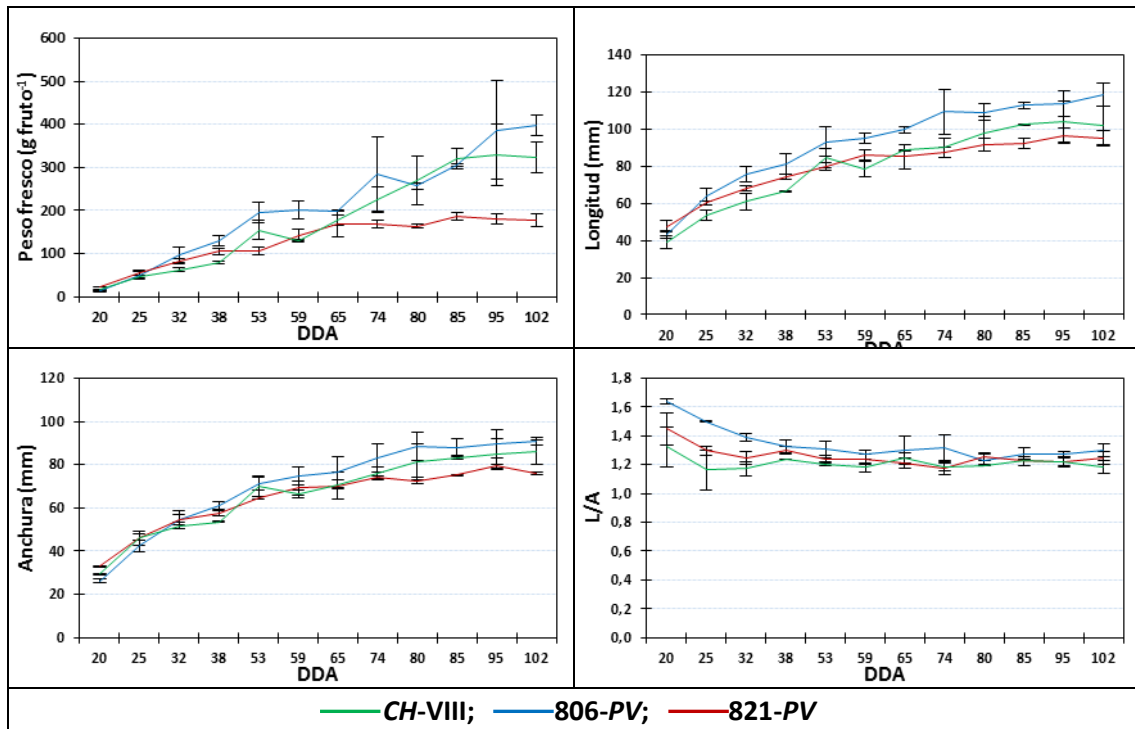 Peso fresco (g fruto-1)
600
500
400
300
200
100
0
20 25 32 38 53 59 65 74 80 85 95 102
DDA
Longitud (mm)
140
120
100
80
60
40
20
0
20 25 32 38 53 59 65 74 80 85 95 102
DDA
Anchura (mm)
120
100
80
60
40
20
0
20 25 32 38 53 59 65 74 80 85 95 102
DDA
L/A
1,8
1,6
1,4
1,2
1,0
0,8
0,6
0,4
0,2
0,0
20 25 32 38 53 59 65 74 80 85 95 102
DDA
CH-VIII; 806-PV; 821-PV